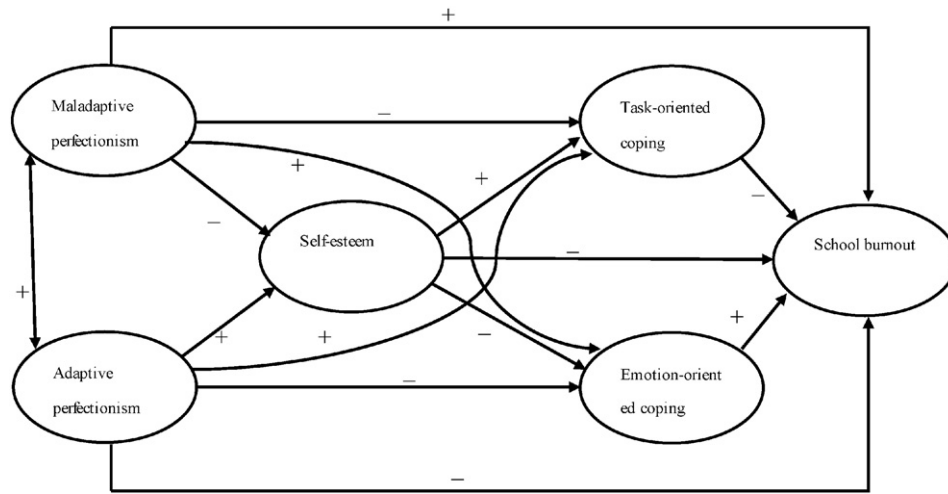 +
Maladaptive
perfectionism
Task-oriented
coping
–
+
+
–
–
Self-esteem
School burnout
–
+
+
+
–
+
Adaptive
perfectionism
–
Emotion-orient
ed coping
–